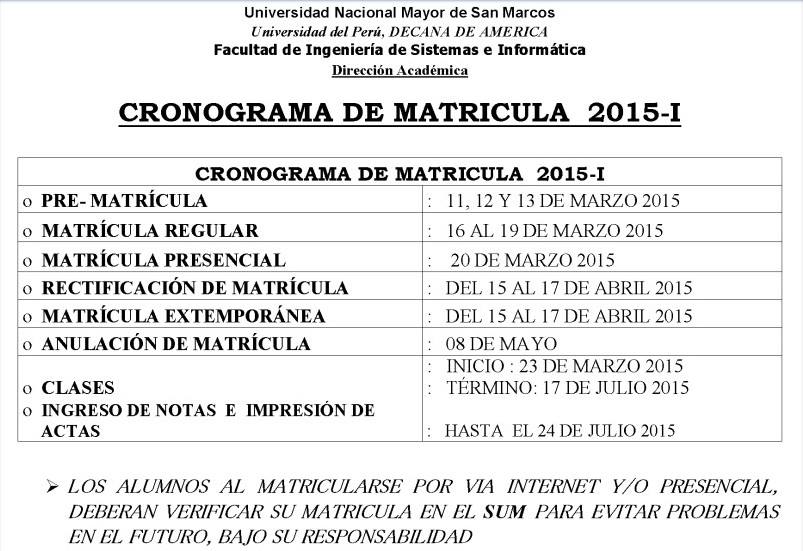 Universidad Nacional Mayor de San Marcos
Universidad del Perú, DECANA DE AMERICA
Facultad de Ingeniería de Sistemas e Informática
Dirección Académica
CRONOGRAMA DE MATRICULA 2015-I
CRONOGRAMA DE MATRICULA 2015-I
o PRE- MATRÍCULA : 11, 12 Y 13 DE MARZO 2015
o MATRÍCULA REGULAR : 16 AL 19 DE MARZO 2015
o MATRÍCULA PRESENCIAL : 20 DE MARZO 2015
o RECTIFICACIÓN DE MATRÍCULA : DEL 15 AL 17 DE ABRIL 2015
o MATRÍCULA EXTEMPORÁNEA : DEL 15 AL 17 DE ABRIL 2015
o ANULACIÓN DE MATRÍCULA : 08 DE MAYO
: INICIO : 23 DE MARZO 2015
o CLASES : TÉRMINO: 17 DE JULIO 2015
o INGRESO DE NOTAS E IMPRESIÓN DE
ACTAS : HASTA EL 24 DE JULIO 2015
➢ LOS ALUMNOS AL MATRICULARSE POR VIA INTERNET Y/O PRESENCIAL,
DEBERAN VERIFICAR SU MATRICULA EN EL SUM PARA EVITAR PROBLEMAS
EN EL FUTURO, BAJO SU RESPONSABILIDAD